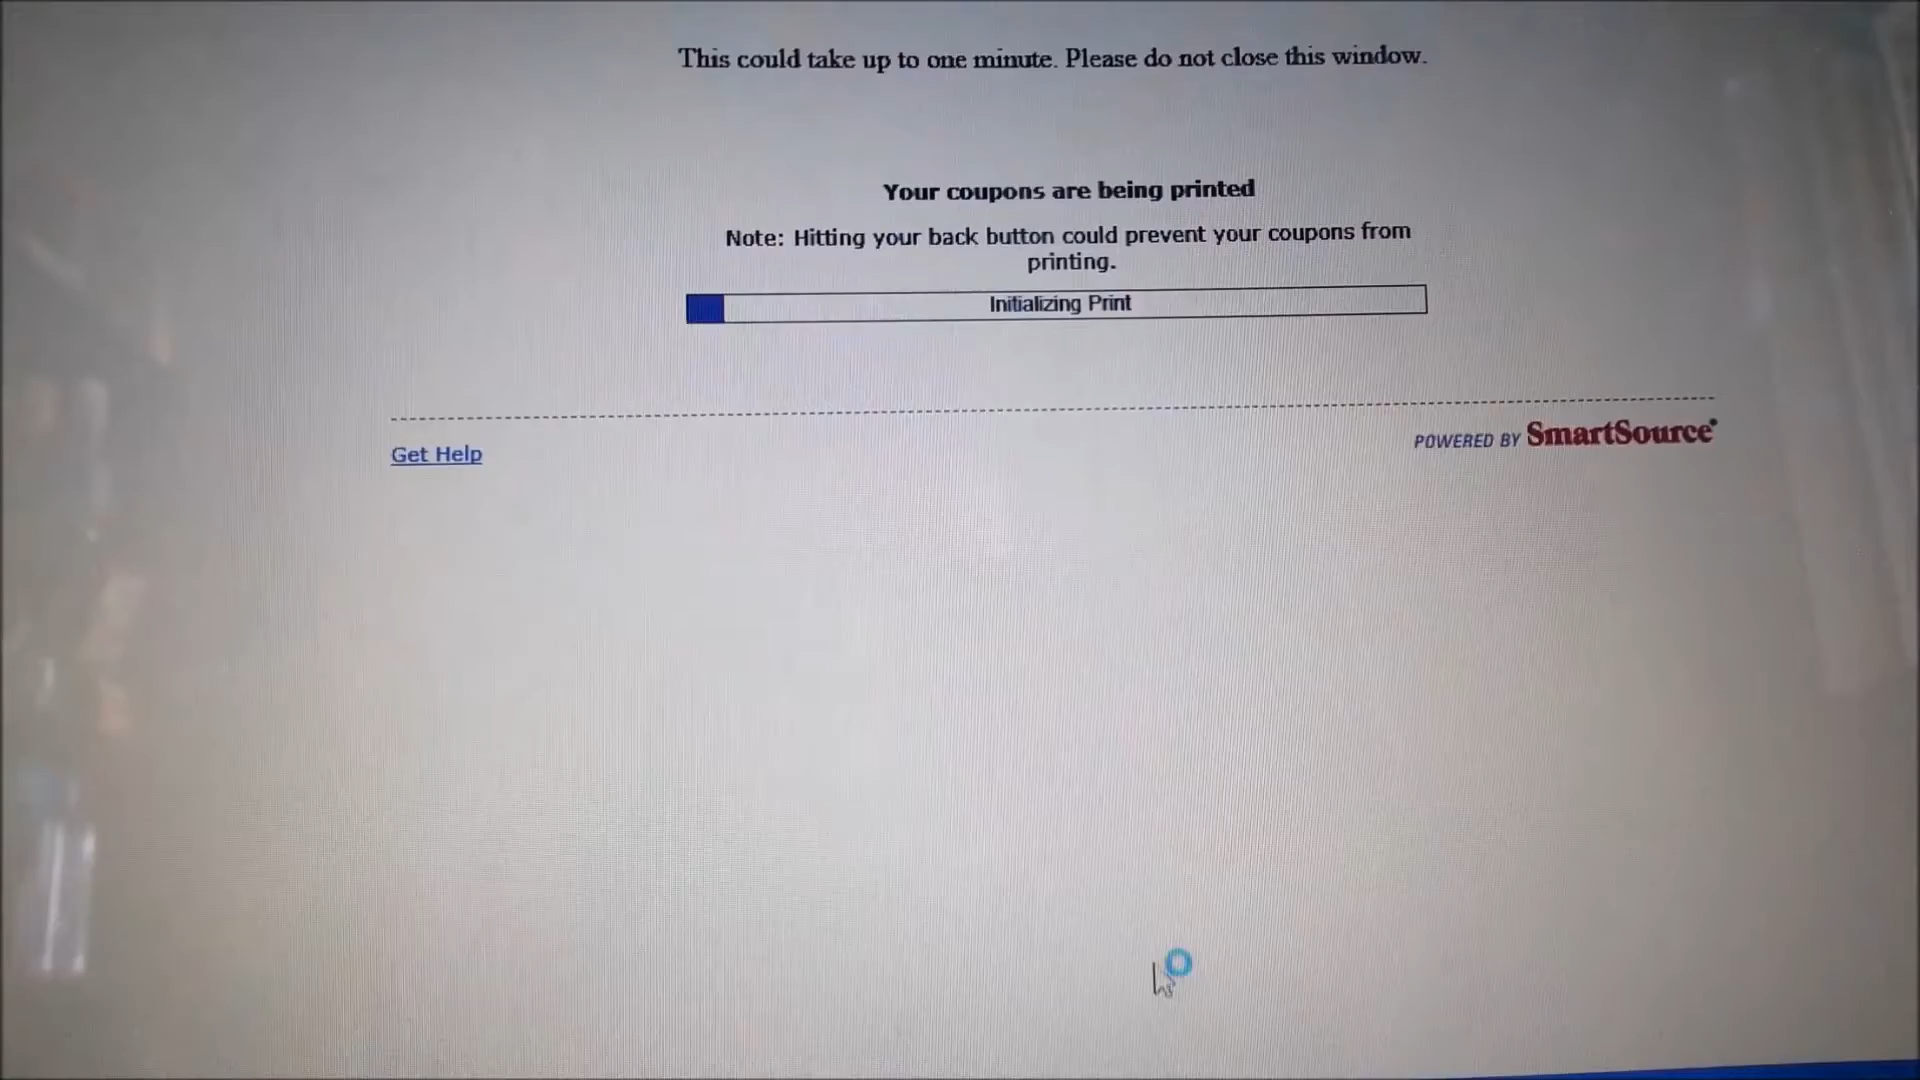 This could take up to one minute. Please do not close this window.
Your coupons are being printed
Note: Hitting your back button could prevent your coupons from
printing.
Initializing Print
Get Help
POWERED BY SmartSource